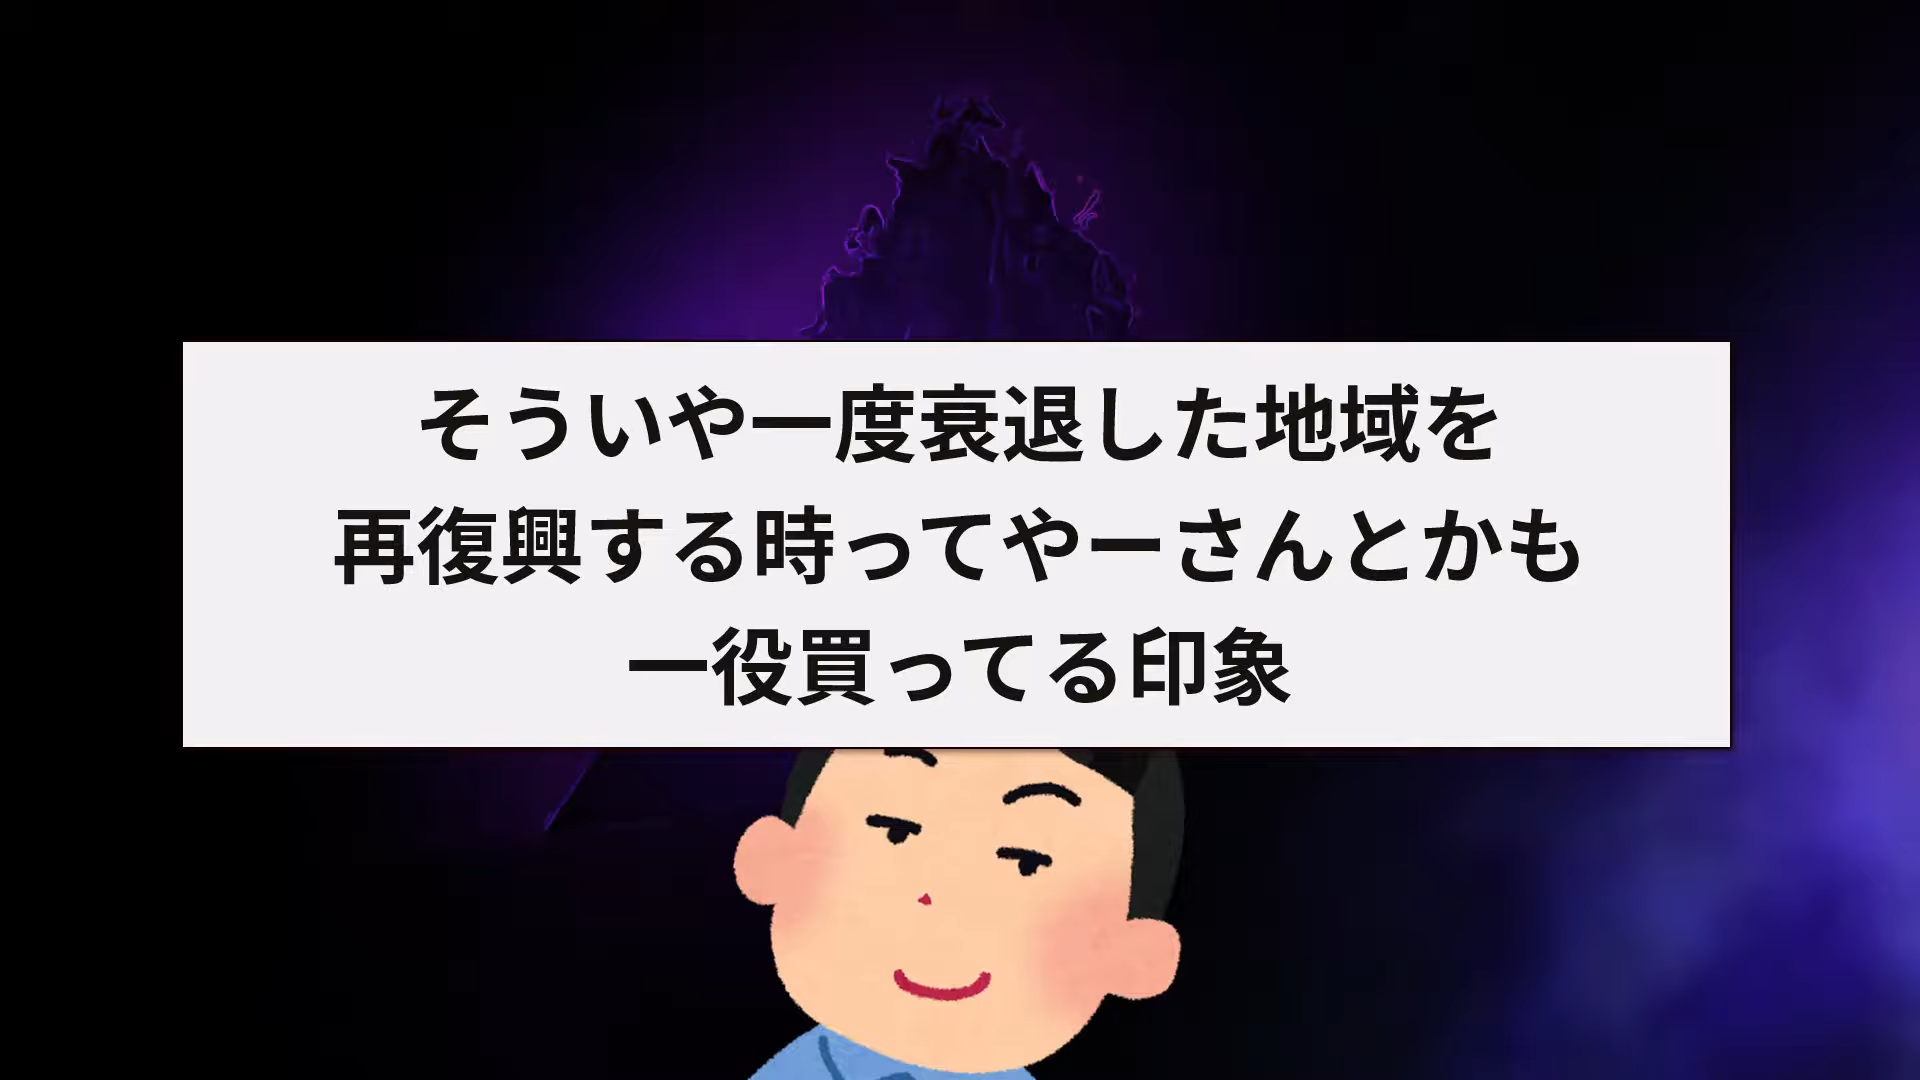 そういや一度衰退した地域を
再復興する時ってやーさんとかも
一役買ってる印象